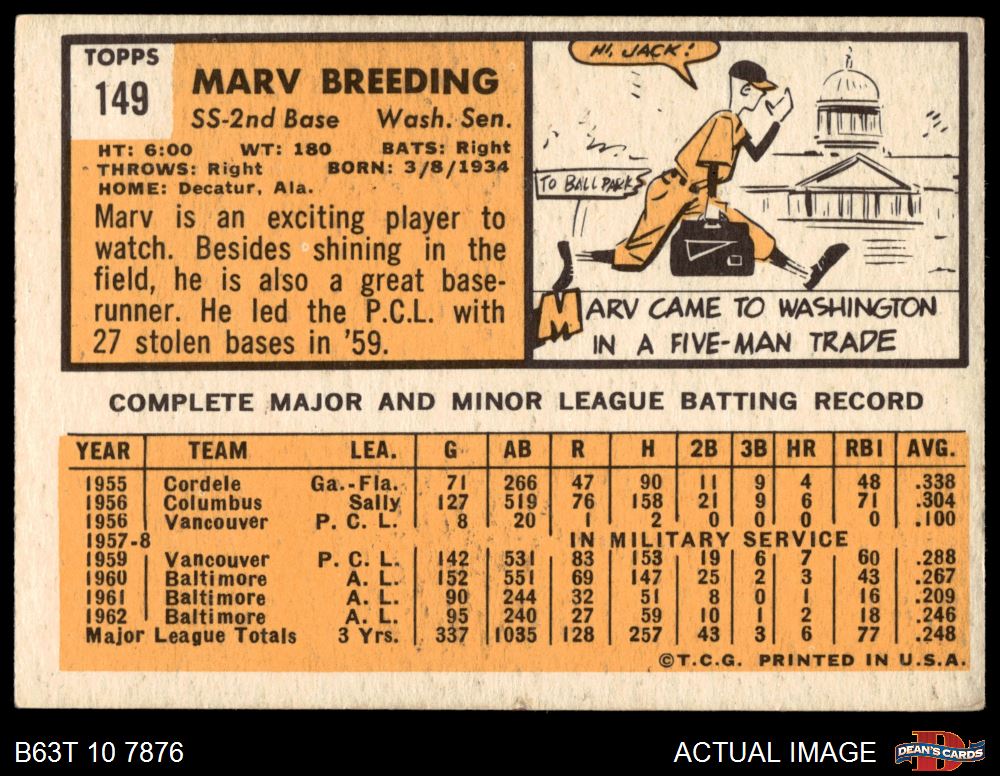 TOPPS
149
MARV BREEDING
SS-2nd Base Wash. Sen.
HT: 6:00 WT: 180 BATS: Right
THROWS: Right BORN: 3/8/1934
HOME: Decatur, Ala.
Marv is an exciting player to
watch. Besides shining in the
field, he is also a great base-
runner. He led the P.C.L. with
27 stolen bases in '59.
HI, JACK!
TO BALL PARKS
MARV CAME TO WASHINGTON
IN A FIVE-MAN TRADE
COMPLETE MAJOR AND MINOR LEAGUE BATTING RECORD
YEAR TEAM LEA. G AB R H 2B 3B HR RBI AVG.
1955 Cordele Ga.-Fla. 71 266 47 90 11 9 4 48 .338
1956 Columbus Sally 127 519 76 158 21 9 6 71 .304
1956 Vancouver P. C. L. 8 20 1 2 0 0 0 0 .100
1957-8 IN MILITARY SERVICE
1959 Vancouver P. C. L. 142 531 83 153 19 6 7 60 .288
1960 Baltimore A. L. 152 551 69 147 25 2 3 43 .267
1961 Baltimore A. L. 90 244 32 51 8 0 1 16 .209
1962 Baltimore A. L. 95 240 27 59 10 1 2 18 .246
Major League Totals 3 Yrs. 337 1035 128 257 43 3 6 77 .248
©T.C.G. PRINTED IN U.S.A.
B63T 10 7876
ACTUAL IMAGE
DEAN'S CARDS